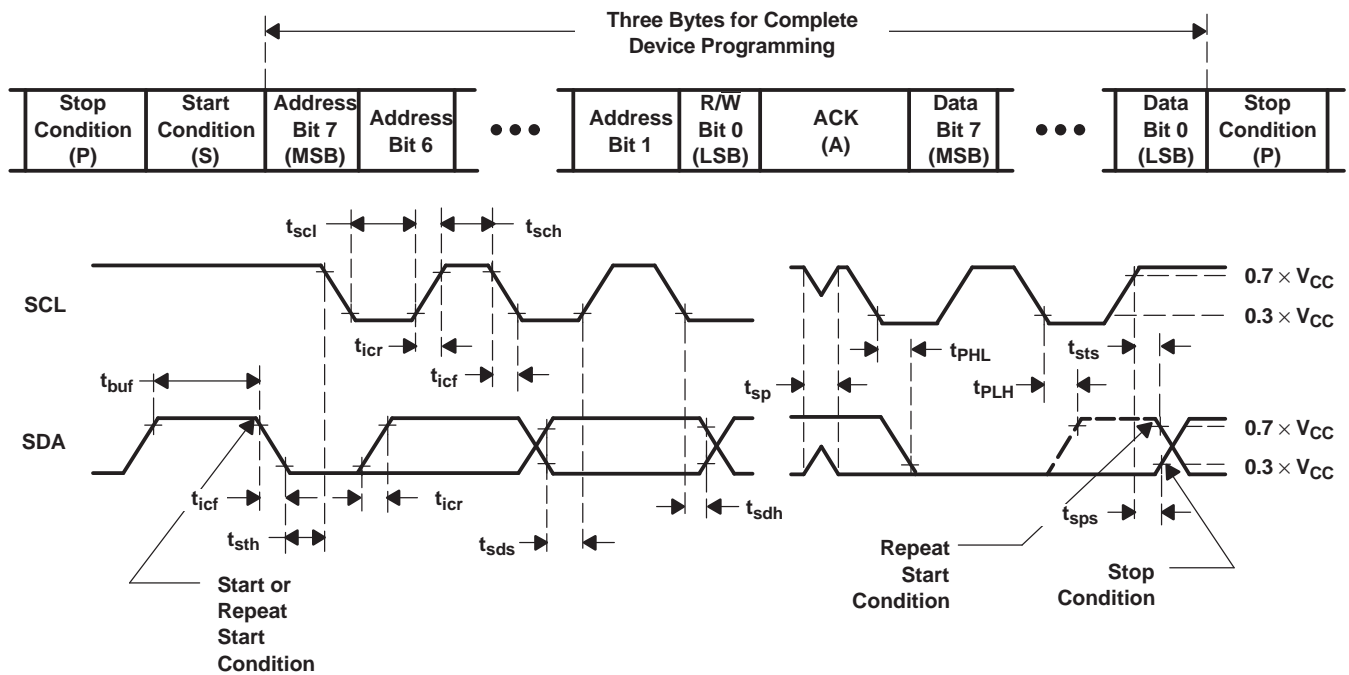 Three Bytes for Complete
Device Programming
Stop
Condition
(P)
Start
Condition
(S)
Address
Bit 7
(MSB)
Address
Bit 6
•••
Address
Bit 1
R/W̅
Bit 0
(LSB)
ACK
(A)
Data
Bit 7
(MSB)
•••
Data
Bit 0
(LSB)
Stop
Condition
(P)
tscl
tsch
SCL
0.7 × VCC
0.3 × VCC
ticr
ticf
tPHL
tsts
tbuf
tsp
tPLH
SDA
0.7 × VCC
0.3 × VCC
ticf
ticr
tsdh
tsth
tsds
tsps
Start or
Repeat
Start
Condition
Repeat
Start
Condition
Stop
Condition